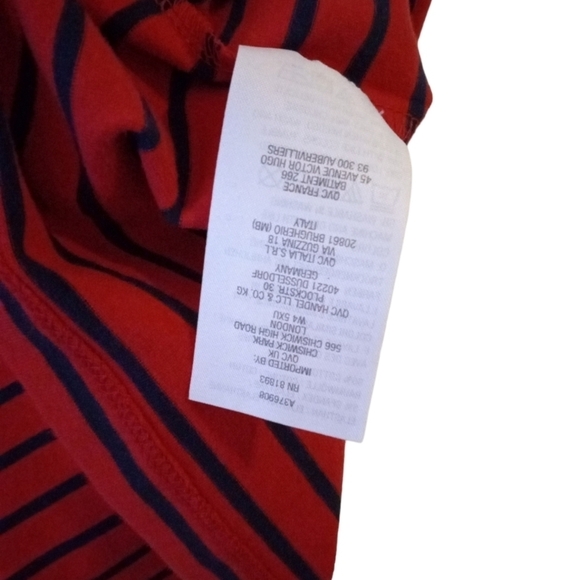 A376908
RN 81893
IMPORTED BY:
QVC UK
CHISWICK PARK
566 CHISWICK HIGH ROAD
LONDON
W4 5XU
QVC HANDEL LLC & CO. KG
PLOCKSTR. 30
40221 DUSSELDORF
GERMANY
QVC ITALIA S.R.L
VIA GUZZINA 18
20861 BRUGHERIO (MB)
ITALY
QVC FRANCE
BATIMENT 266
45 AVENUE VICTOR HUGO
93 300 AUBERVILLIERS